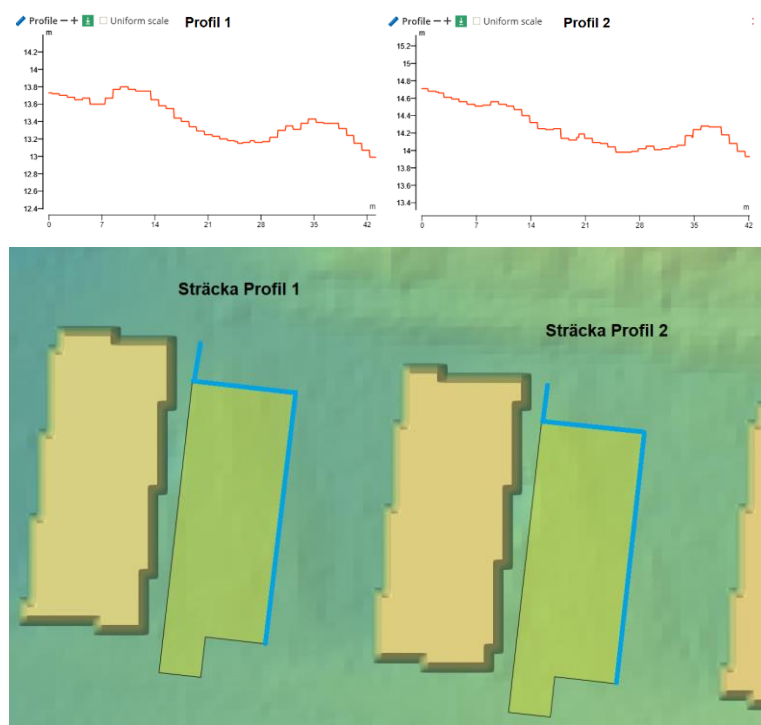 Profile − + Uniform scale Profil 1
m
14.2
14
13.8
13.6
13.4
13.2
13
12.8
12.6
12.4
m
0 7 14 21 28 35 42
Profile − + Uniform scale Profil 2
m
15.2
15
14.8
14.6
14.4
14.2
14
13.8
13.6
13.4
m
0 7 14 21 28 35 42
Sträcka Profil 1
Sträcka Profil 2